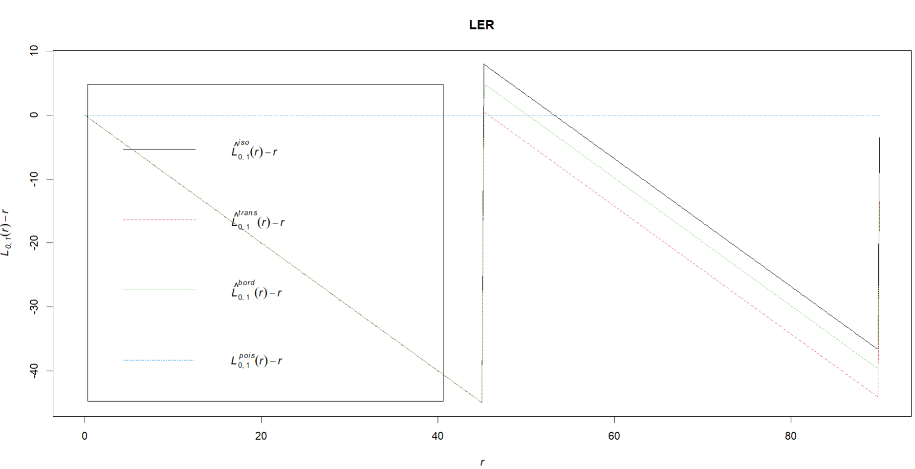 LER
10
0
-10
-20
-30
-40
L0,1(r)−r
L̂0,1iso(r)−r
L̂0,1trans(r)−r
L̂0,1bord(r)−r
L0,1pois(r)−r
0 20 40 60 80
r